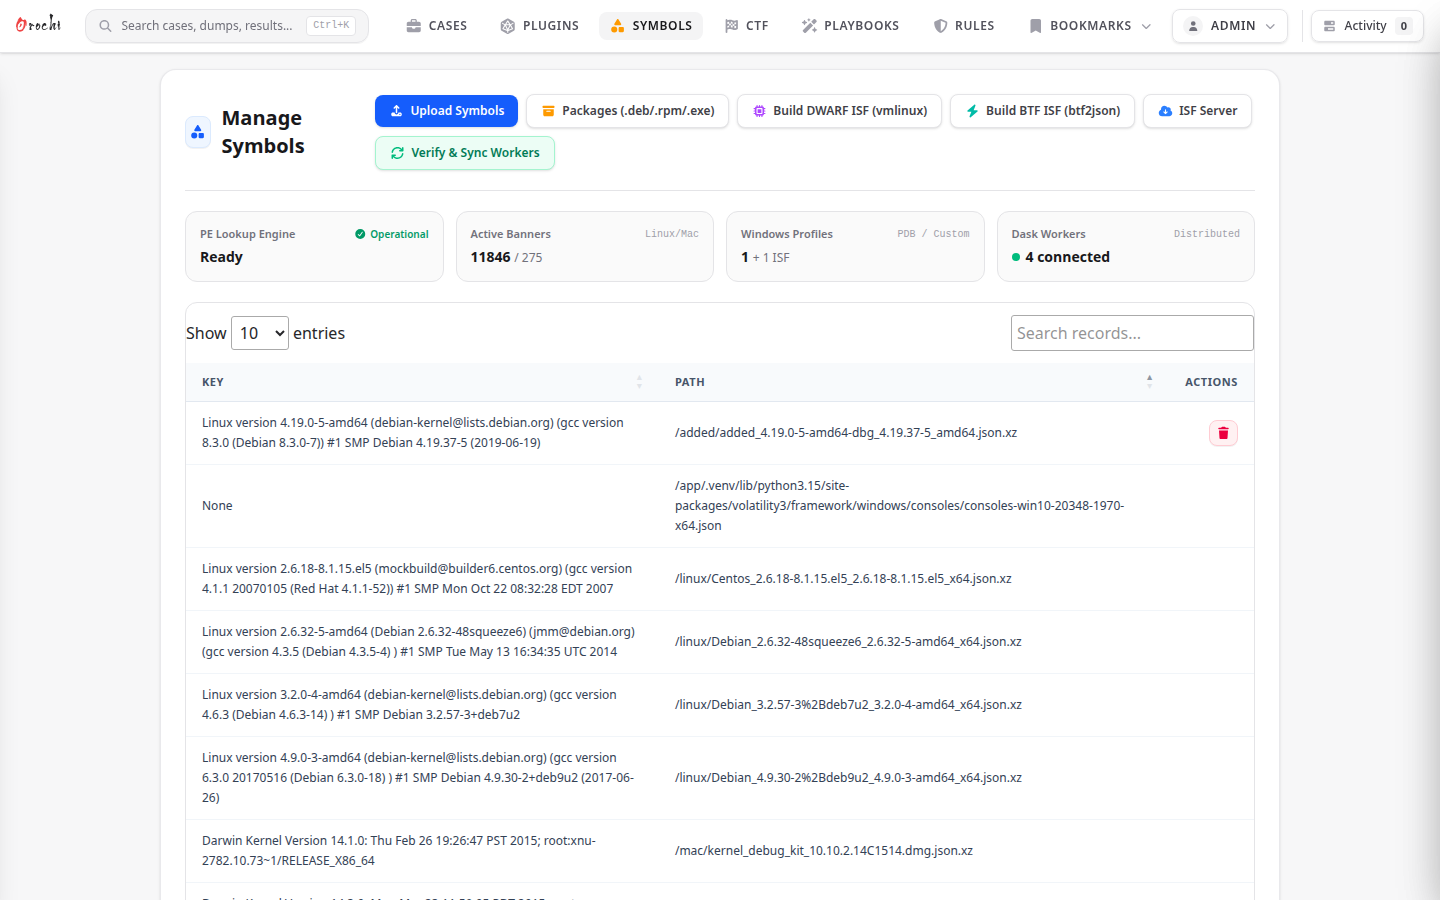 Orochi
Search cases, dumps, results...
Ctrl+K
CASES
PLUGINS
SYMBOLS
CTF
PLAYBOOKS
RULES
BOOKMARKS
ADMIN
Activity
0
Manage
Symbols
Upload Symbols
Packages (.deb/.rpm/.exe)
Build DWARF ISF (vmlinux)
Build BTF ISF (btf2json)
ISF Server
Verify & Sync Workers
PE Lookup Engine
Operational
Ready
Active Banners
Linux/Mac
11846 / 275
Windows Profiles
PDB / Custom
1 + 1 ISF
Dask Workers
Distributed
4 connected
Show 10 entries
Search records...
KEY
PATH
ACTIONS
Linux version 4.19.0-5-amd64 (debian-kernel@lists.debian.org) (gcc version
8.3.0 (Debian 8.3.0-7)) #1 SMP Debian 4.19.37-5 (2019-06-19)
/added/added_4.19.0-5-amd64-dbg_4.19.37-5_amd64.json.xz
None
/app/.venv/lib/python3.15/site-
packages/volatility3/framework/windows/consoles/consoles-win10-20348-1970-
x64.json
Linux version 2.6.18-8.1.15.el5 (mockbuild@builder6.centos.org) (gcc version
4.1.1 20070105 (Red Hat 4.1.1-52)) #1 SMP Mon Oct 22 08:32:28 EDT 2007
/linux/Centos_2.6.18-8.1.15.el5_2.6.18-8.1.15.el5_x64.json.xz
Linux version 2.6.32-5-amd64 (Debian 2.6.32-48squeeze6) (jmm@debian.org)
(gcc version 4.3.5 (Debian 4.3.5-4) ) #1 SMP Tue May 13 16:34:35 UTC 2014
/linux/Debian_2.6.32-48squeeze6_2.6.32-5-amd64_x64.json.xz
Linux version 3.2.0-4-amd64 (debian-kernel@lists.debian.org) (gcc version
4.6.3 (Debian 4.6.3-14) ) #1 SMP Debian 3.2.57-3+deb7u2
/linux/Debian_3.2.57-3%2Bdeb7u2_3.2.0-4-amd64_x64.json.xz
Linux version 4.9.0-3-amd64 (debian-kernel@lists.debian.org) (gcc version
6.3.0 20170516 (Debian 6.3.0-18) ) #1 SMP Debian 4.9.30-2+deb9u2 (2017-06-
26)
/linux/Debian_4.9.30-2%2Bdeb9u2_4.9.0-3-amd64_x64.json.xz
Darwin Kernel Version 14.1.0: Thu Feb 26 19:26:47 PST 2015; root:xnu-
2782.10.73~1/RELEASE_X86_64
/mac/kernel_debug_kit_10.10.2.14C1514.dmg.json.xz